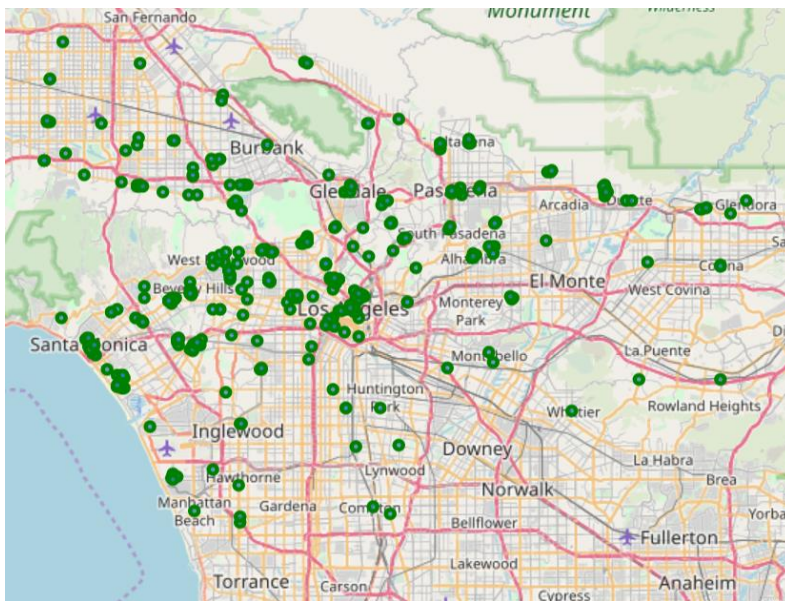 San Fernando
Monument
Wilderness
Burbank
Altadena
Glendale
Pasadena
Arcadia
Duarte
Glendora
South Pasadena
West Hollywood
Alhambra
Covina
El Monte
Beverly Hills
West Covina
Los Angeles
Monterey
Park
Santa Monica
Montebello
La Puente
Huntington
Park
Whittier
Rowland Heights
Inglewood
Downey
La Habra
Lynwood
Hawthorne
Brea
Norwalk
Manhattan
Beach
Gardena
Compton
Yorba
Bellflower
Fullerton
Lakewood
Torrance
Carson
Cypress
Anaheim